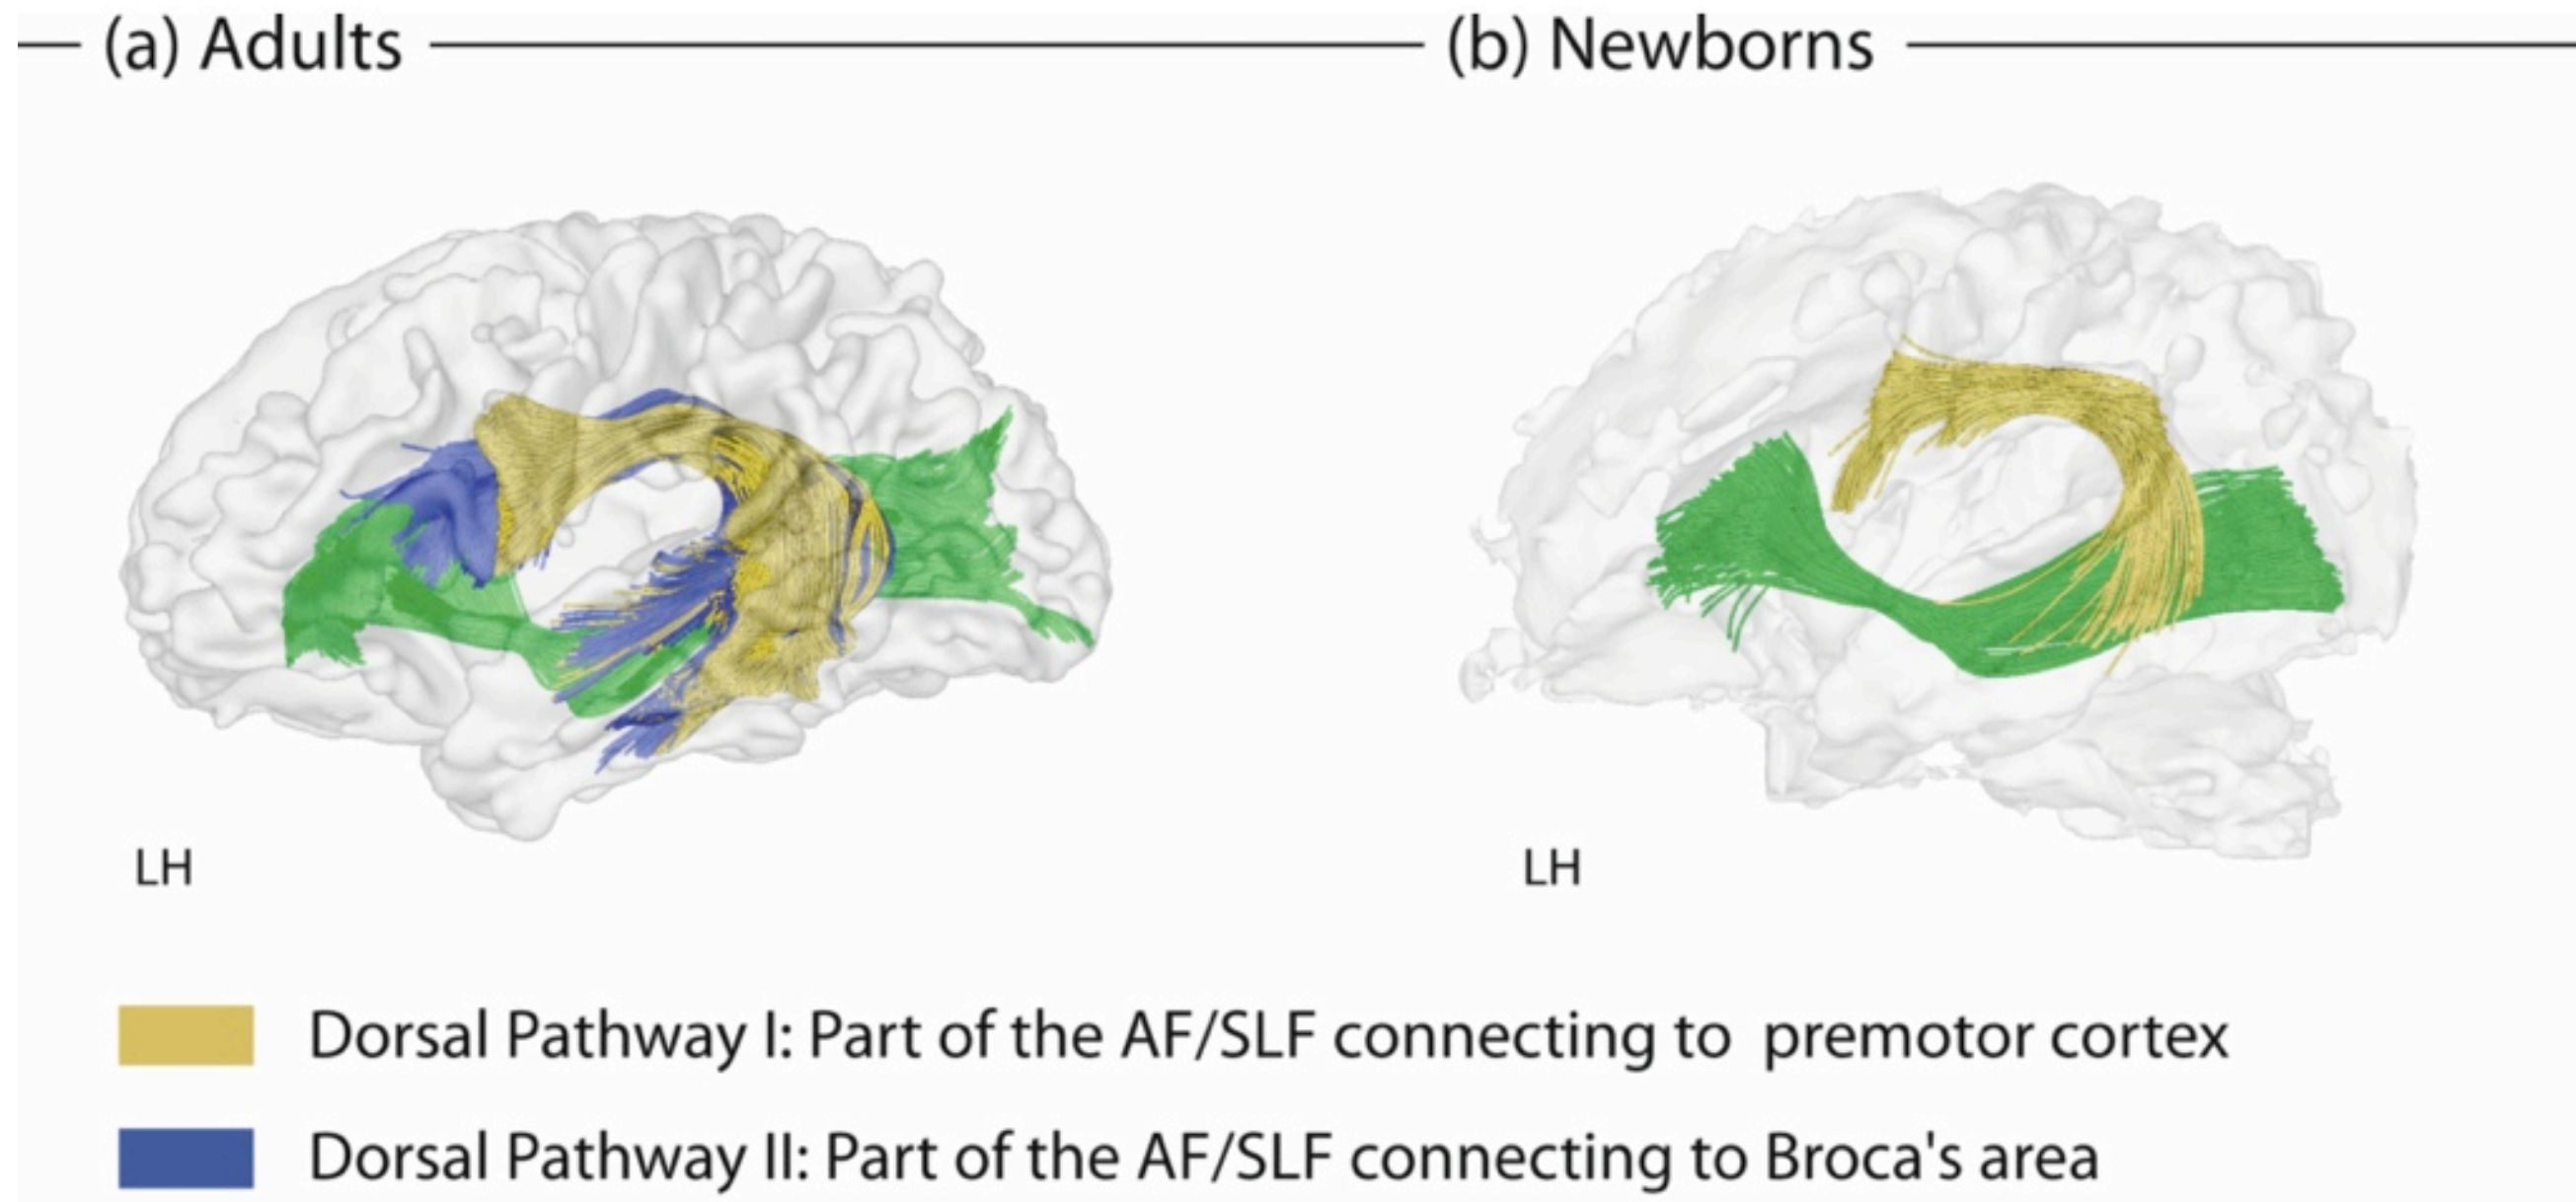 (a) Adults
(b) Newborns
LH
LH
Dorsal Pathway I: Part of the AF/SLF connecting to premotor cortex
Dorsal Pathway II: Part of the AF/SLF connecting to Broca's area